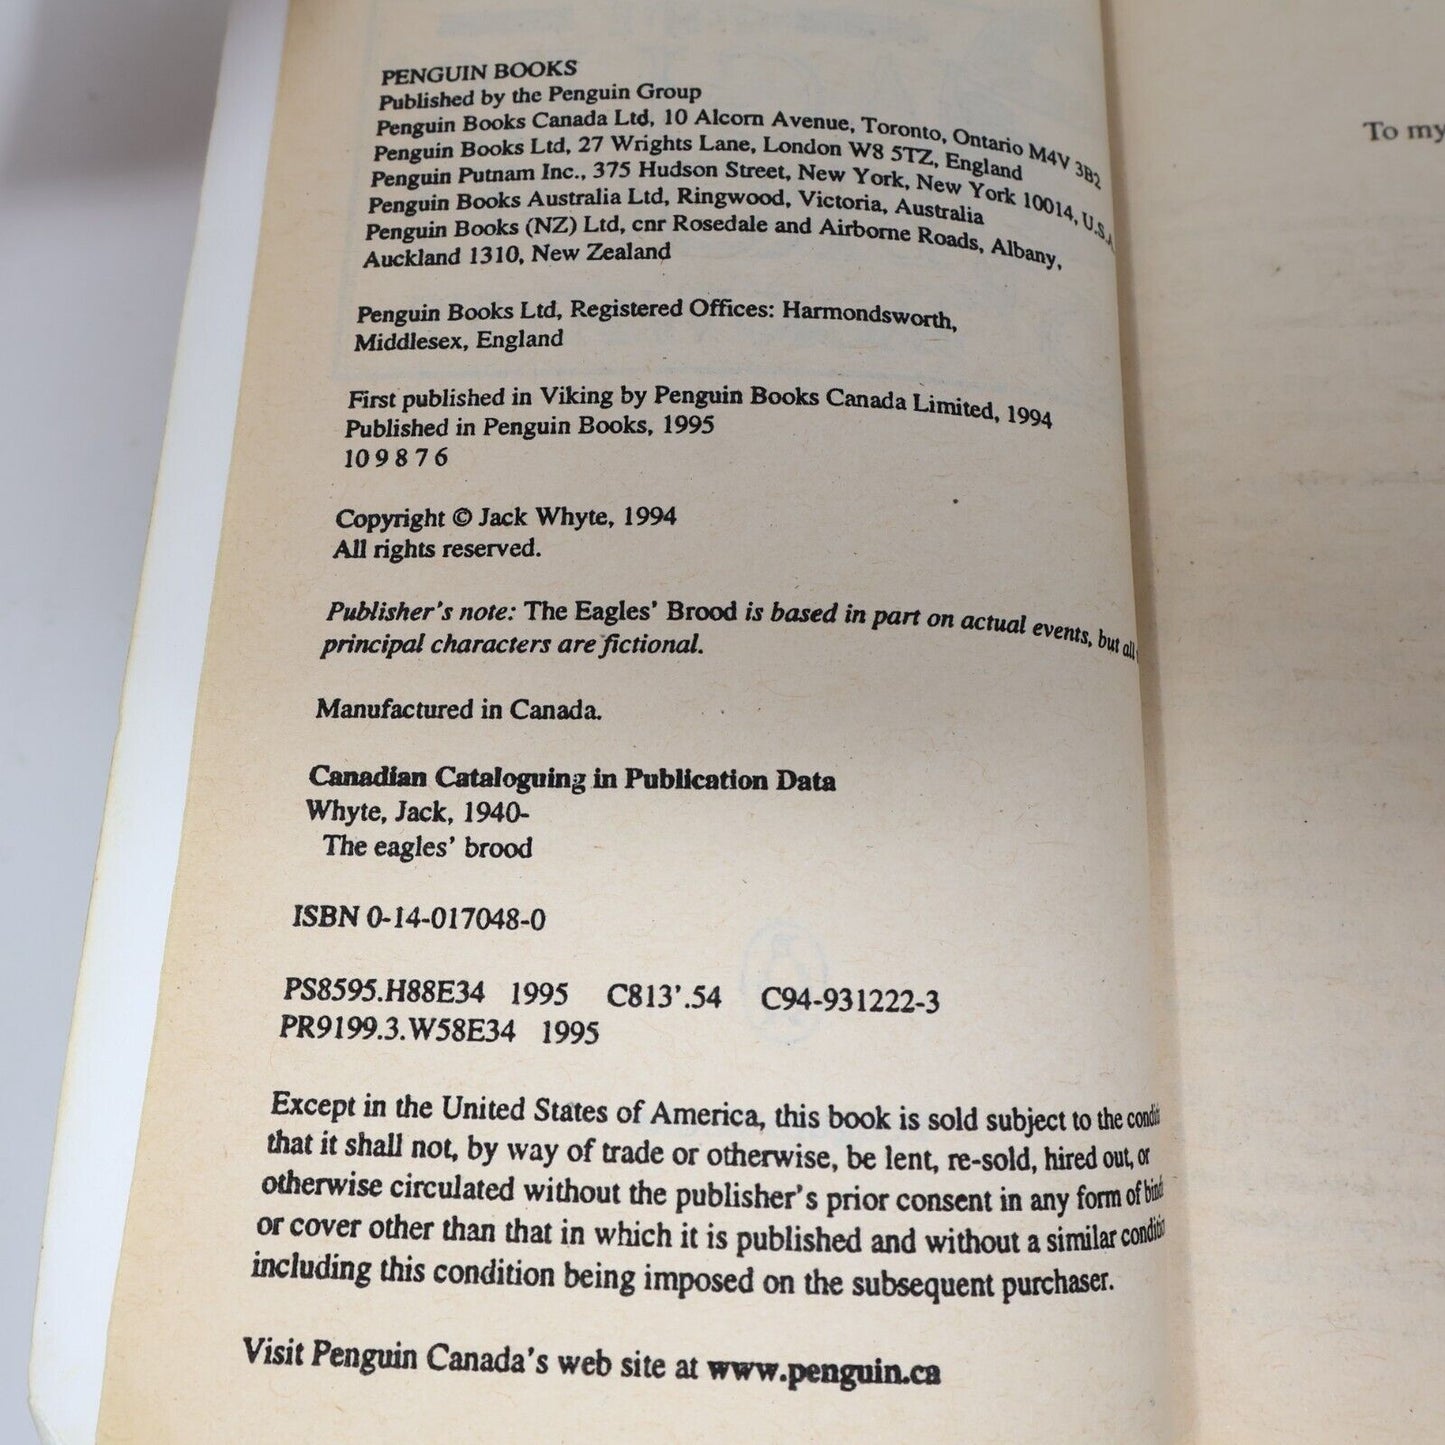 PENGUIN BOOKS
Published by the Penguin Group
Penguin Books Canada Ltd, 10 Alcorn Avenue, Toronto, Ontario M4V 3B2
Penguin Books Ltd, 27 Wrights Lane, London W8 5TZ, England
Penguin Putnam Inc., 375 Hudson Street, New York, New York 10014, U.S.A
Penguin Books Australia Ltd, Ringwood, Victoria, Australia
Penguin Books (NZ) Ltd, cnr Rosedale and Airborne Roads, Albany,
Auckland 1310, New Zealand
Penguin Books Ltd, Registered Offices: Harmondsworth,
Middlesex, England
First published in Viking by Penguin Books Canada Limited, 1994
Published in Penguin Books, 1995
10 9 8 7 6
Copyright © Jack Whyte, 1994
All rights reserved.
Publisher's note: The Eagles' Brood is based in part on actual events, but all
principal characters are fictional.
Manufactured in Canada.
Canadian Cataloguing in Publication Data
Whyte, Jack, 1940-
The eagles' brood
ISBN 0-14-017048-0
PS8595.H88E34 1995 C813'.54 C94-931222-3
PR9199.3.W58E34 1995
Except in the United States of America, this book is sold subject to the
that it shall not, by way of trade or otherwise, be lent, re-sold, hired out, or
otherwise circulated without the publisher's prior consent in any form of
or cover other than that in which it is published and without a similar
including this condition being imposed on the subsequent purchaser.
Visit Penguin Canada's web site at www.penguin.ca
To my